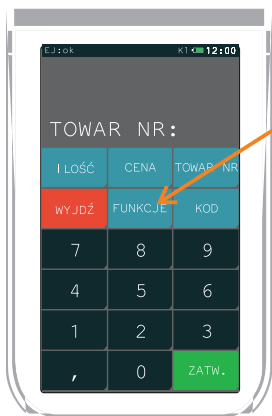 EJ:ok K1 12:00
TOWAR NR:
ILOŚĆ CENA TOWAR NR
WYJDŹ FUNKCJE KOD
7 8 9
4 5 6
1 2 3
, 0 ZATW.